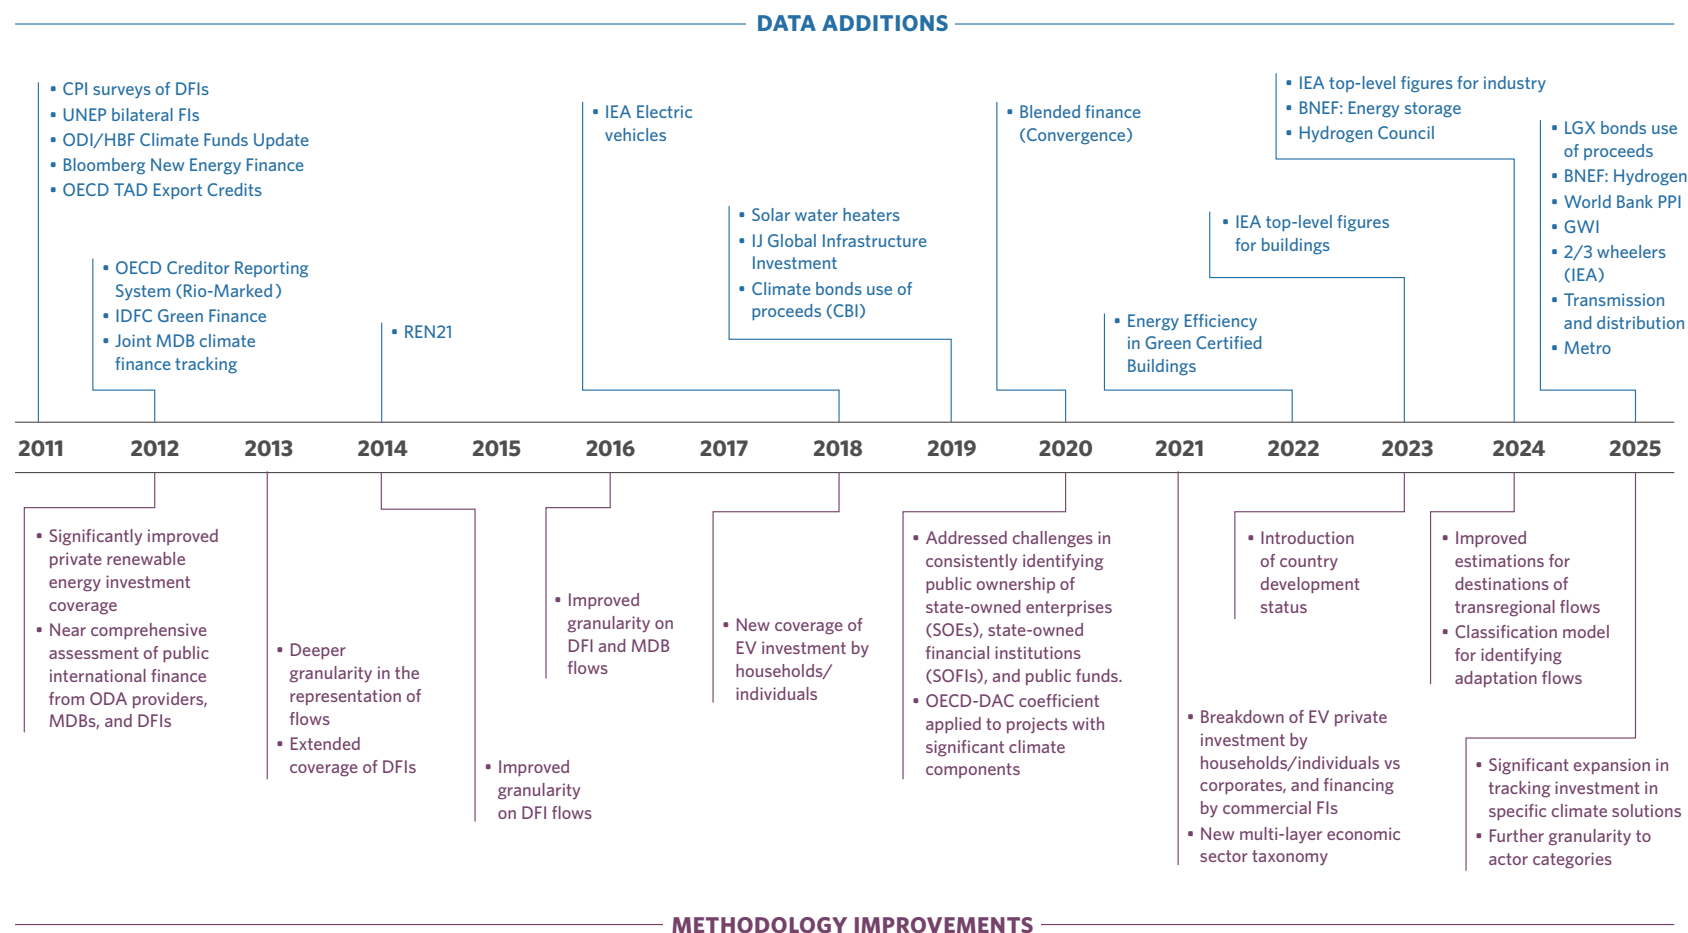 DATA ADDITIONS
• CPI surveys of DFIs
• UNEP bilateral FIs
• ODI/HBF Climate Funds Update
• Bloomberg New Energy Finance
• OECD TAD Export Credits
• OECD Creditor Reporting
System (Rio-Marked)
• IDFC Green Finance
• Joint MDB climate
finance tracking
• REN21
• IEA Electric
vehicles
• Solar water heaters
• IJ Global Infrastructure
Investment
• Climate bonds use of
proceeds (CBI)
• Blended finance
(Convergence)
• Energy Efficiency
in Green Certified
Buildings
• IEA top-level figures
for buildings
• IEA top-level figures for industry
• BNEF: Energy storage
• Hydrogen Council
• LGX bonds use
of proceeds
• BNEF: Hydrogen
• World Bank PPI
• GWI
• 2/3 wheelers
(IEA)
• Transmission
and distribution
• Metro
2011 2012 2013 2014 2015 2016 2017 2018 2019 2020 2021 2022 2023 2024 2025
• Significantly improved
private renewable
energy investment
coverage
• Near comprehensive
assessment of public
international finance
from ODA providers,
MDBs, and DFIs
• Deeper
granularity in the
representation of
flows
• Extended
coverage of DFIs
• Improved
granularity
on DFI flows
• Improved
granularity on
DFI and MDB
flows
• New coverage of
EV investment by
households/
individuals
• Addressed challenges in
consistently identifying
public ownership of
state-owned enterprises
(SOEs), state-owned
financial institutions
(SOFIs), and public funds.
• OECD-DAC coefficient
applied to projects with
significant climate
components
• Breakdown of EV private
investment by
households/individuals vs
corporates, and financing
by commercial FIs
• New multi-layer economic
sector taxonomy
• Introduction
of country
development
status
• Improved
estimations for
destinations of
transregional flows
• Classification model
for identifying
adaptation flows
• Significant expansion in
tracking investment in
specific climate solutions
• Further granularity to
actor categories
METHODOLOGY IMPROVEMENTS